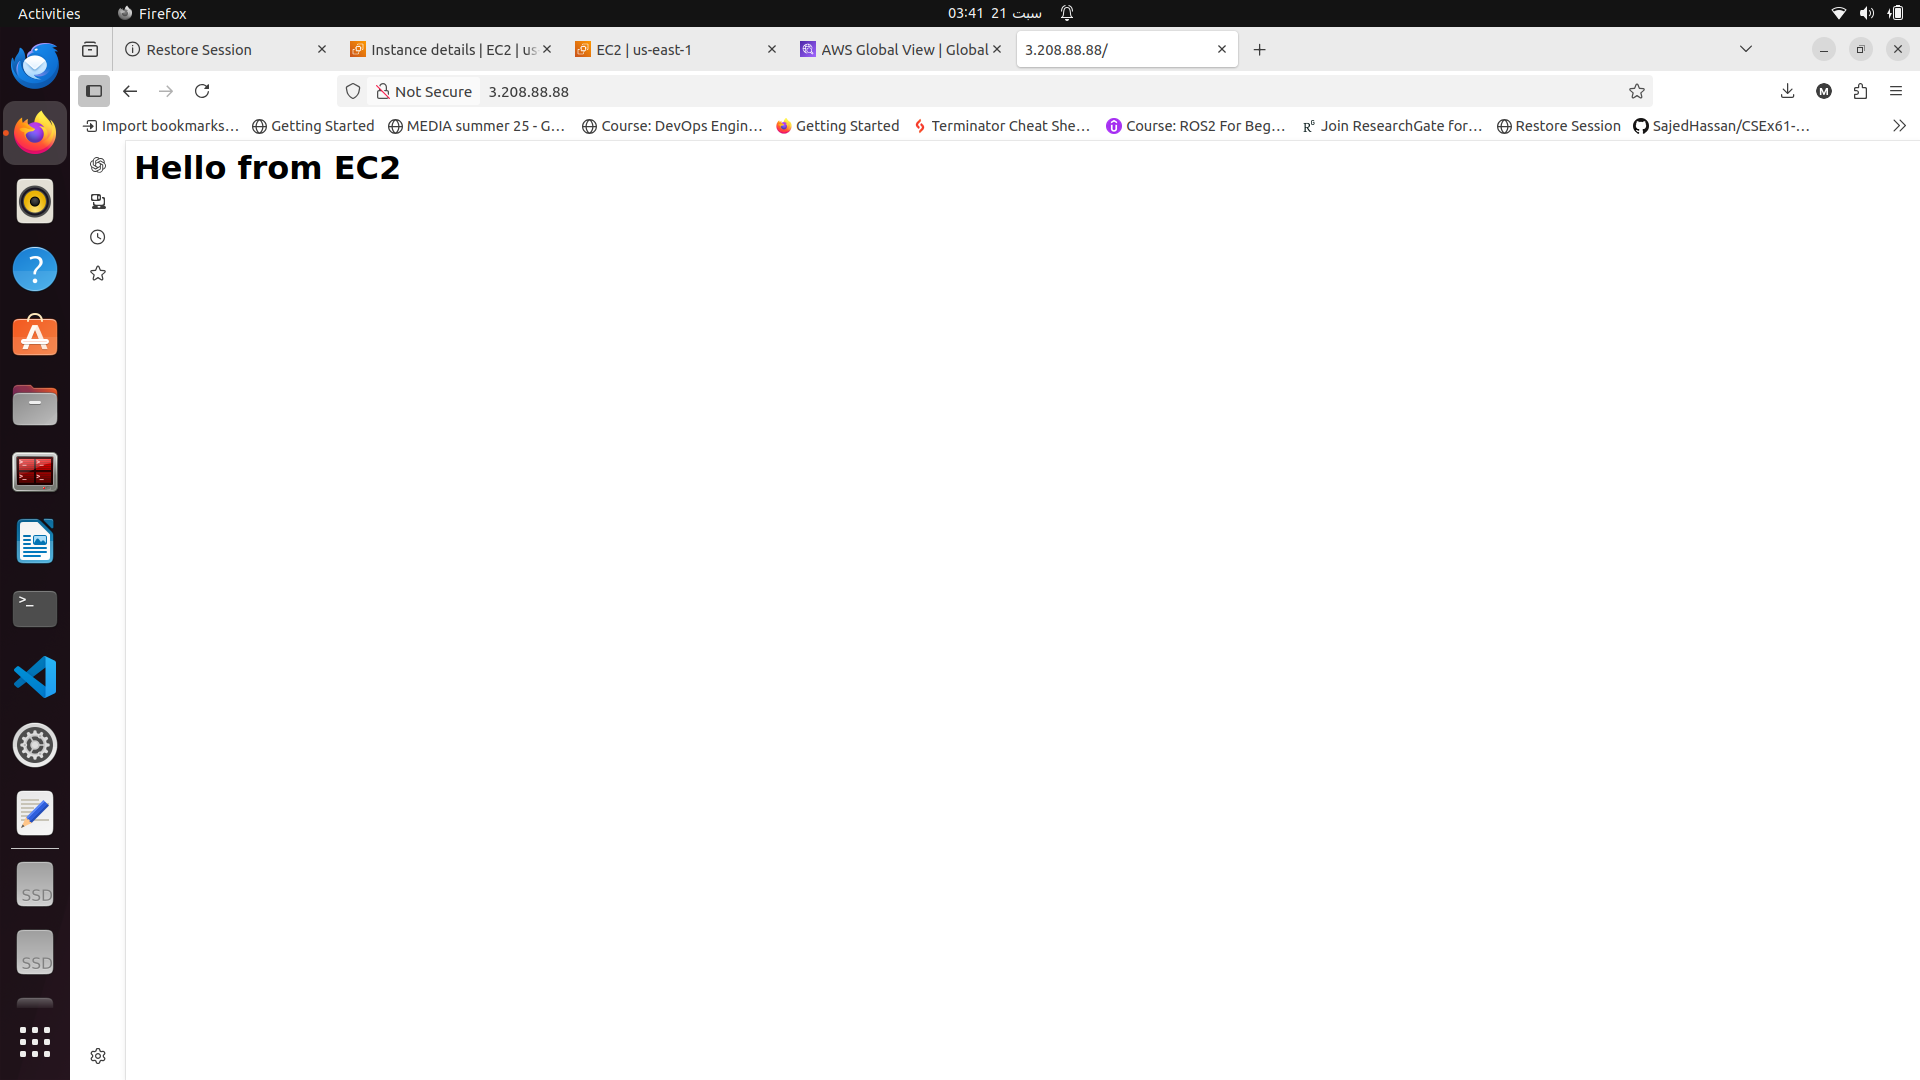 Activities
Firefox
03:41 21 سبت
Restore Session
Instance details | EC2 | us
EC2 | us-east-1
AWS Global View | Global
3.208.88.88/
Not Secure
3.208.88.88
M
Import bookmarks…
Getting Started
MEDIA summer 25 - G…
Course: DevOps Engin…
Getting Started
Terminator Cheat She…
Course: ROS2 For Beg…
R⁶ Join ResearchGate for…
Restore Session
SajedHassan/CSEx61-…
Hello from EC2
>_
SSD
SSD